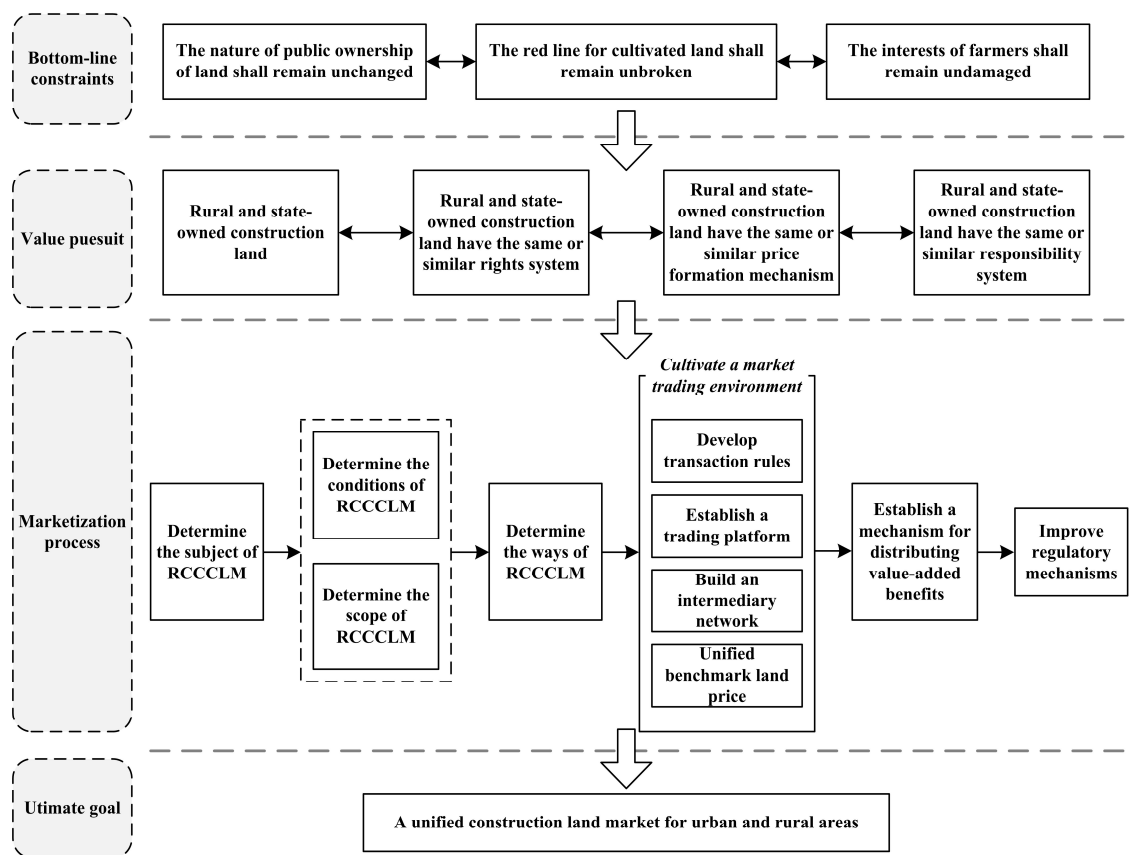 Bottom-line
constraints
The nature of public ownership
of land shall remain unchanged
The red line for cultivated land shall
remain unbroken
The interests of farmers shall
remain undamaged
Value puesuit
Rural and state-
owned construction
land
Rural and state-
owned construction
land have the same or
similar rights system
Rural and state-
owned construction
land have the same or
similar price
formation mechanism
Rural and state-
owned construction
land have the same or
similar responsibility
system
Marketization
process
Determine
the subject of
RCCCLM
Determine the
conditions of
RCCCLM
Determine the
scope of
RCCCLM
Determine
the ways of
RCCCLM
Cultivate a market
trading environment
Develop
transaction rules
Establish a
trading platform
Build an
intermediary
network
Unified
benchmark land
price
Establish a
mechanism for
distributing
value-added
benefits
Improve
regulatory
mechanisms
Utimate goal
A unified construction land market for urban and rural areas